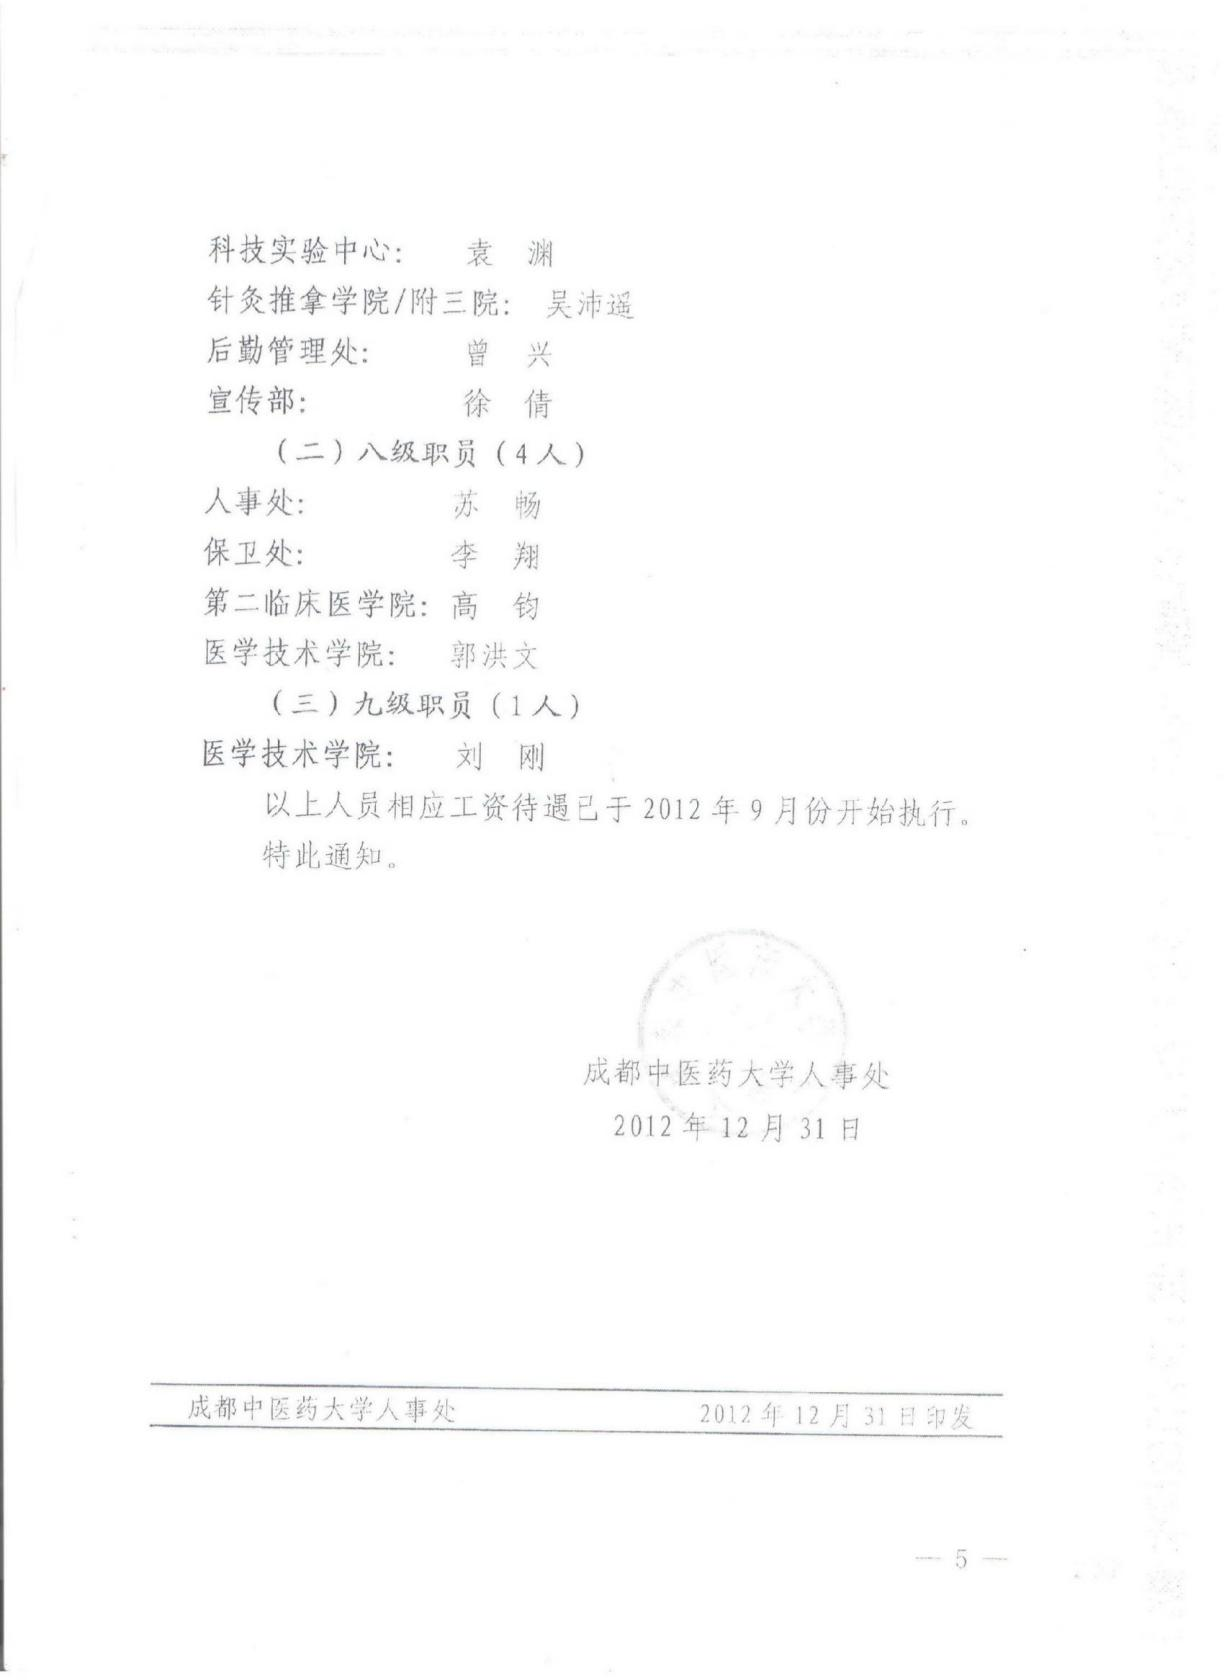 科技实验中心: 袁 渊
针灸推拿学院/附三院: 吴沛遥
后勤管理处: 曾 兴
宣传部: 徐 倩
(二)八级职员(4人)
人事处: 苏 畅
保卫处: 李 翔
第二临床医学院: 高 钧
医学技术学院: 郭洪文
(三)九级职员(1人)
医学技术学院: 刘 刚
以上人员相应工资待遇已于2012年9月份开始执行。
特此通知。
成都中医药大学人事处
2012年12月31日
成都中医药大学人事处 2012年12月31日印发
— 5 —